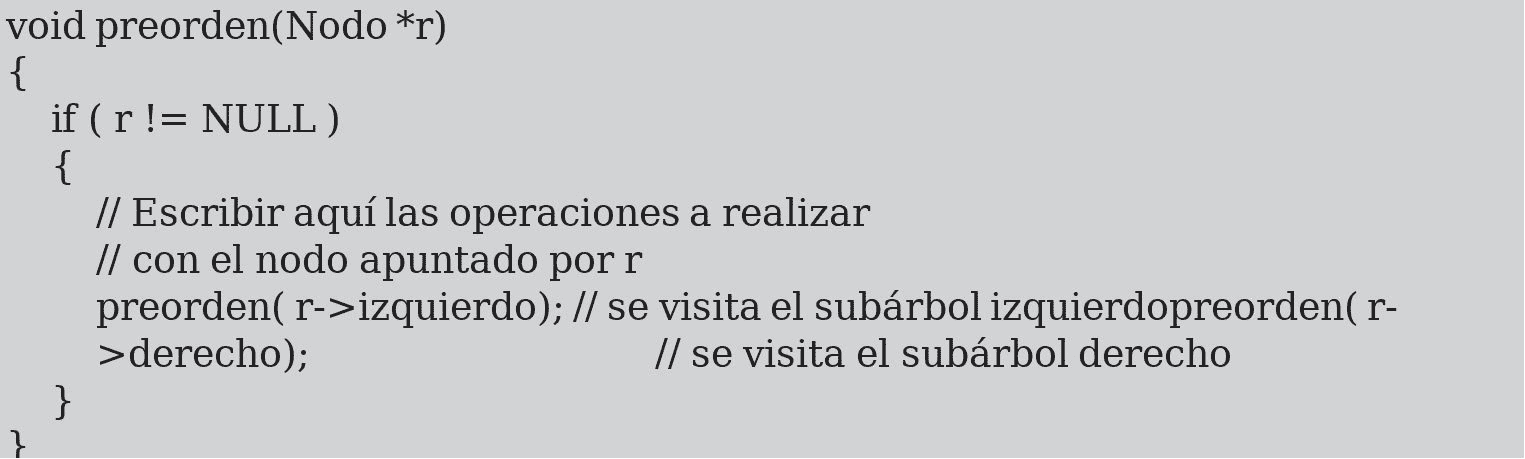 void preorden(Nodo *r)
{
if ( r != NULL )
{
// Escribir aquí las operaciones a realizar
// con el nodo apuntado por r
preorden( r->izquierdo); // se visita el subárbol izquierdopreorden( r-
>derecho); // se visita el subárbol derecho
}
}